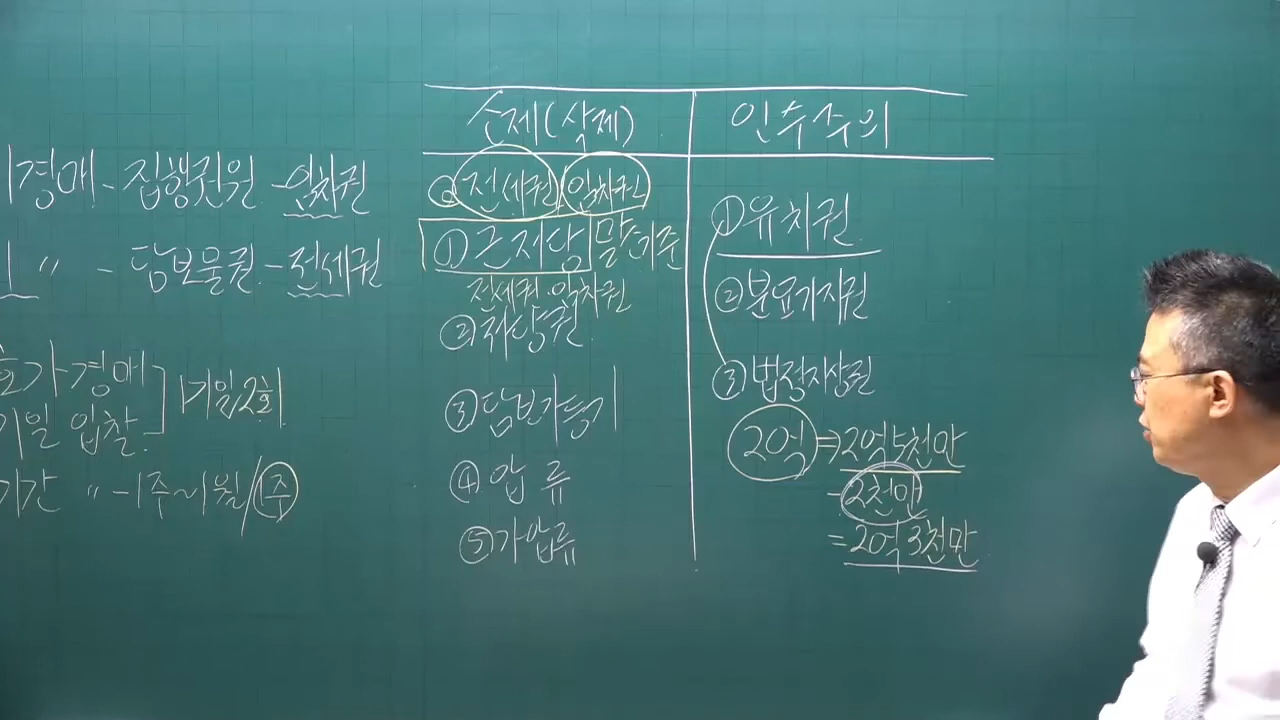 경매 - 집행권원 - 임차권
〃 - 담보물권 - 전세권
가경매
기일 입찰
1기일 2회
기간 〃 - 1주~1월/1주
소제(삭제)
전세권 임차권
① 근저당 말소기준
전세권·임차권
② 저당권
③ 담보가등기
④ 압류
⑤ 가압류
인수주의
① 유치권
② 분묘기지권
③ 법정지상권
2억 ⇒ 2억 5천만
- 2천만
= 2억 3천만